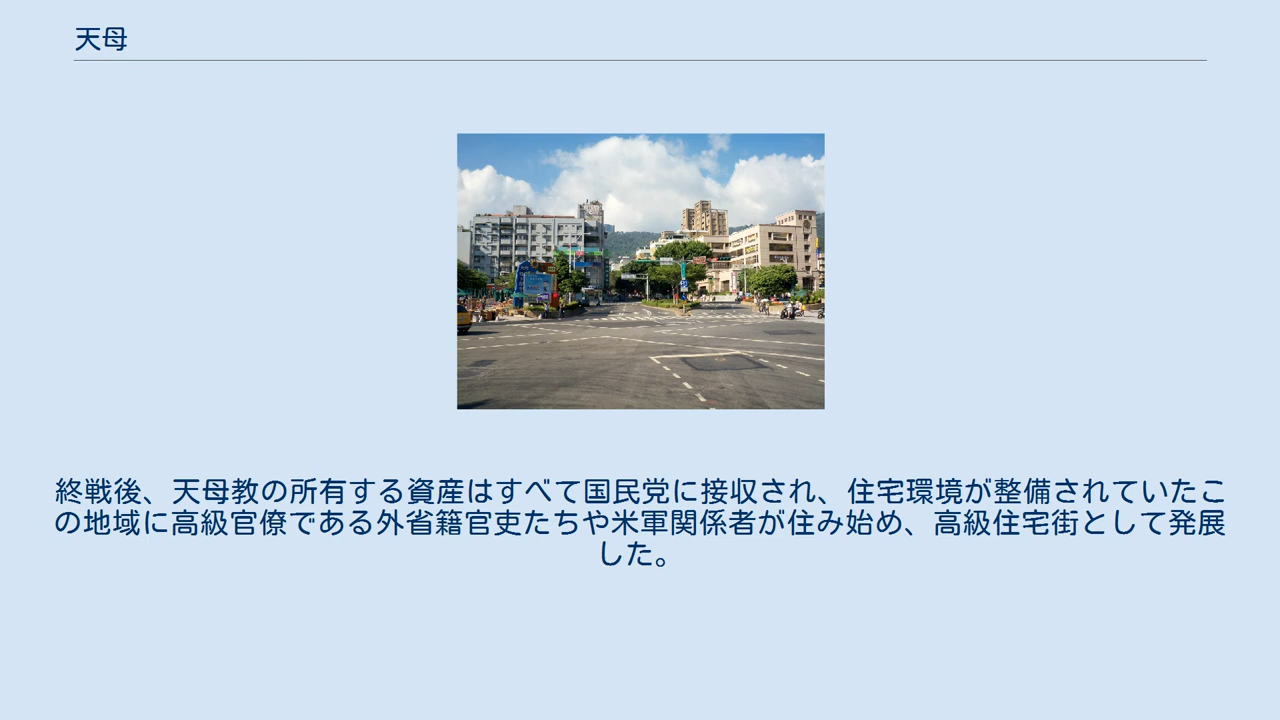 天母
終戦後、天母教の所有する資産はすべて国民党に接収され、住宅環境が整備されていたこ
の地域に高級官僚である外省籍官吏たちや米軍関係者が住み始め、高級住宅街として発展
した。